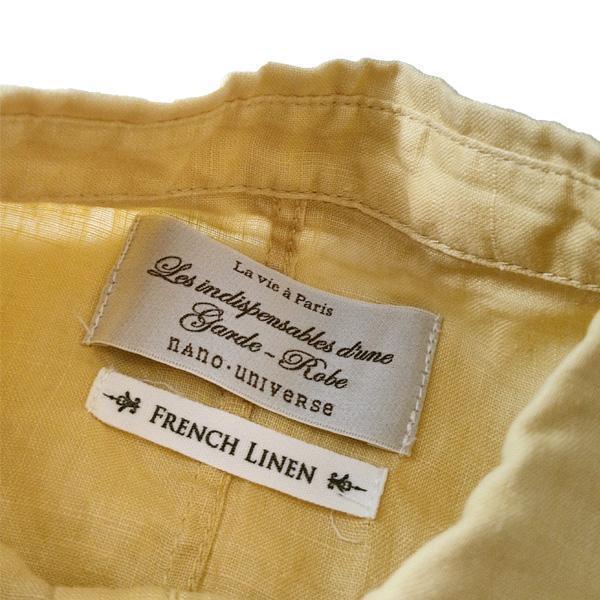 La vie à Paris
Les indispensables d'une
Garde - Robe
nano·universe
FRENCH LINEN